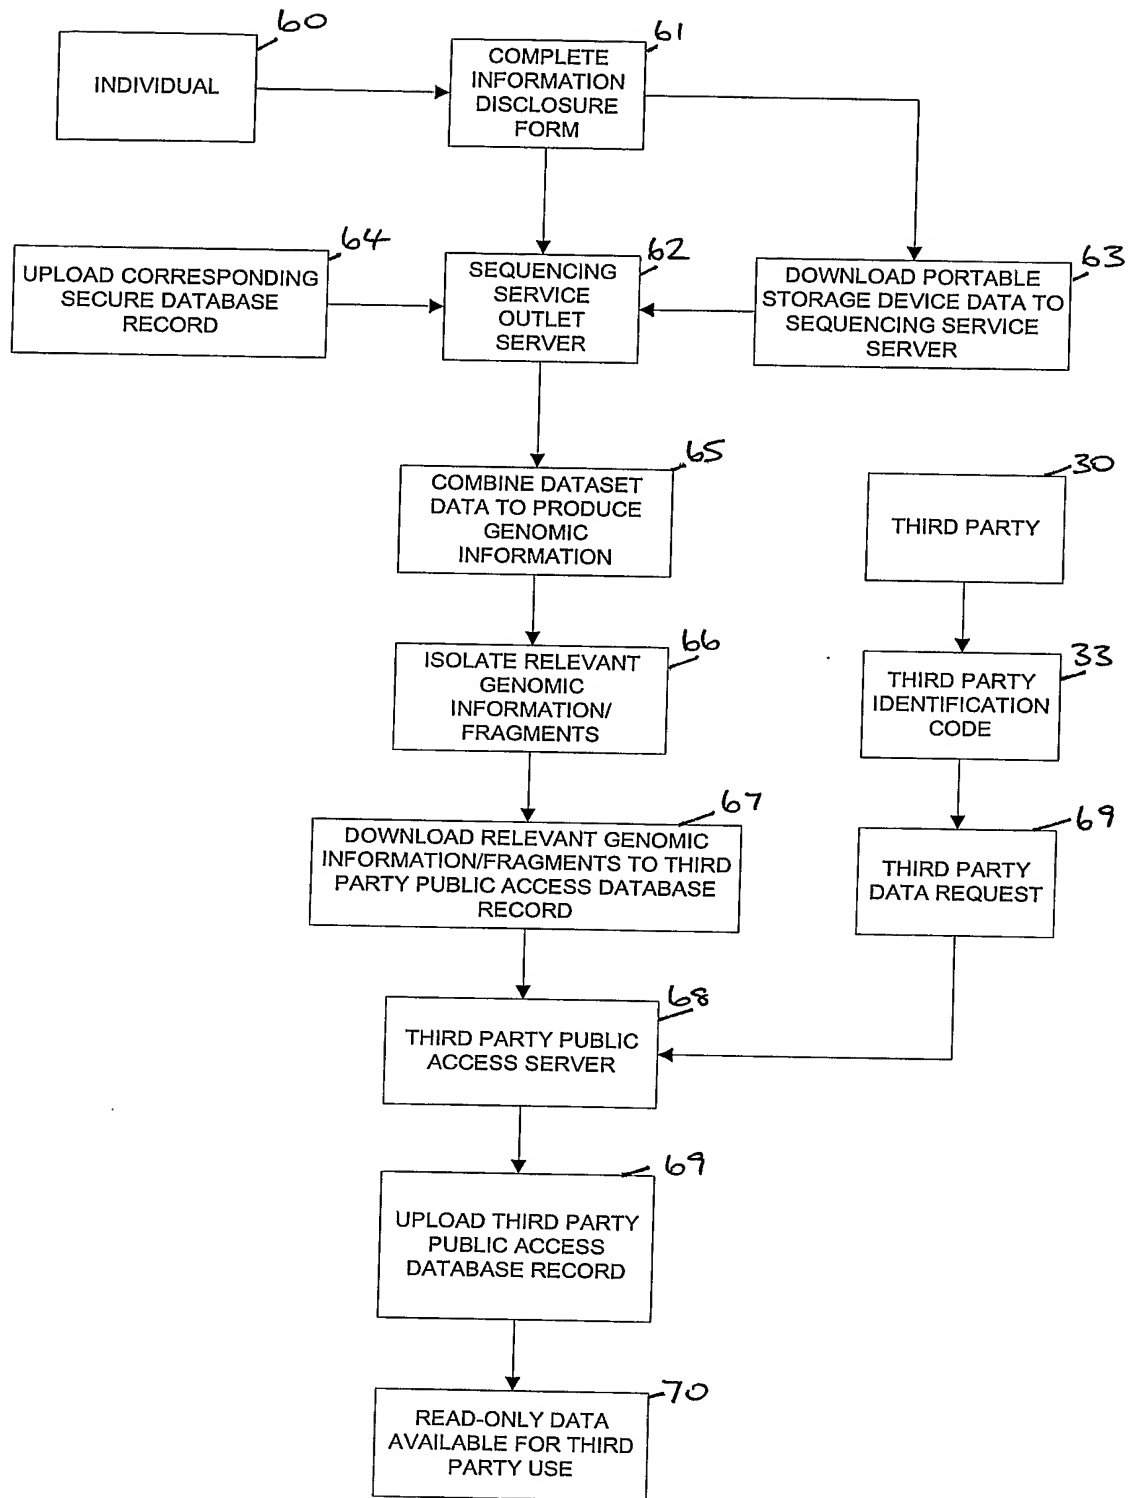 60
INDIVIDUAL
61
COMPLETE
INFORMATION
DISCLOSURE
FORM
64
UPLOAD CORRESPONDING
SECURE DATABASE
RECORD
62
SEQUENCING
SERVICE
OUTLET
SERVER
63
DOWNLOAD PORTABLE
STORAGE DEVICE DATA TO
SEQUENCING SERVICE
SERVER
65
COMBINE DATASET
DATA TO PRODUCE
GENOMIC
INFORMATION
30
THIRD PARTY
66
ISOLATE RELEVANT
GENOMIC
INFORMATION/
FRAGMENTS
33
THIRD PARTY
IDENTIFICATION
CODE
67
DOWNLOAD RELEVANT GENOMIC
INFORMATION/FRAGMENTS TO THIRD
PARTY PUBLIC ACCESS DATABASE
RECORD
69
THIRD PARTY
DATA REQUEST
68
THIRD PARTY PUBLIC
ACCESS SERVER
69
UPLOAD THIRD PARTY
PUBLIC ACCESS
DATABASE RECORD
70
READ-ONLY DATA
AVAILABLE FOR THIRD
PARTY USE